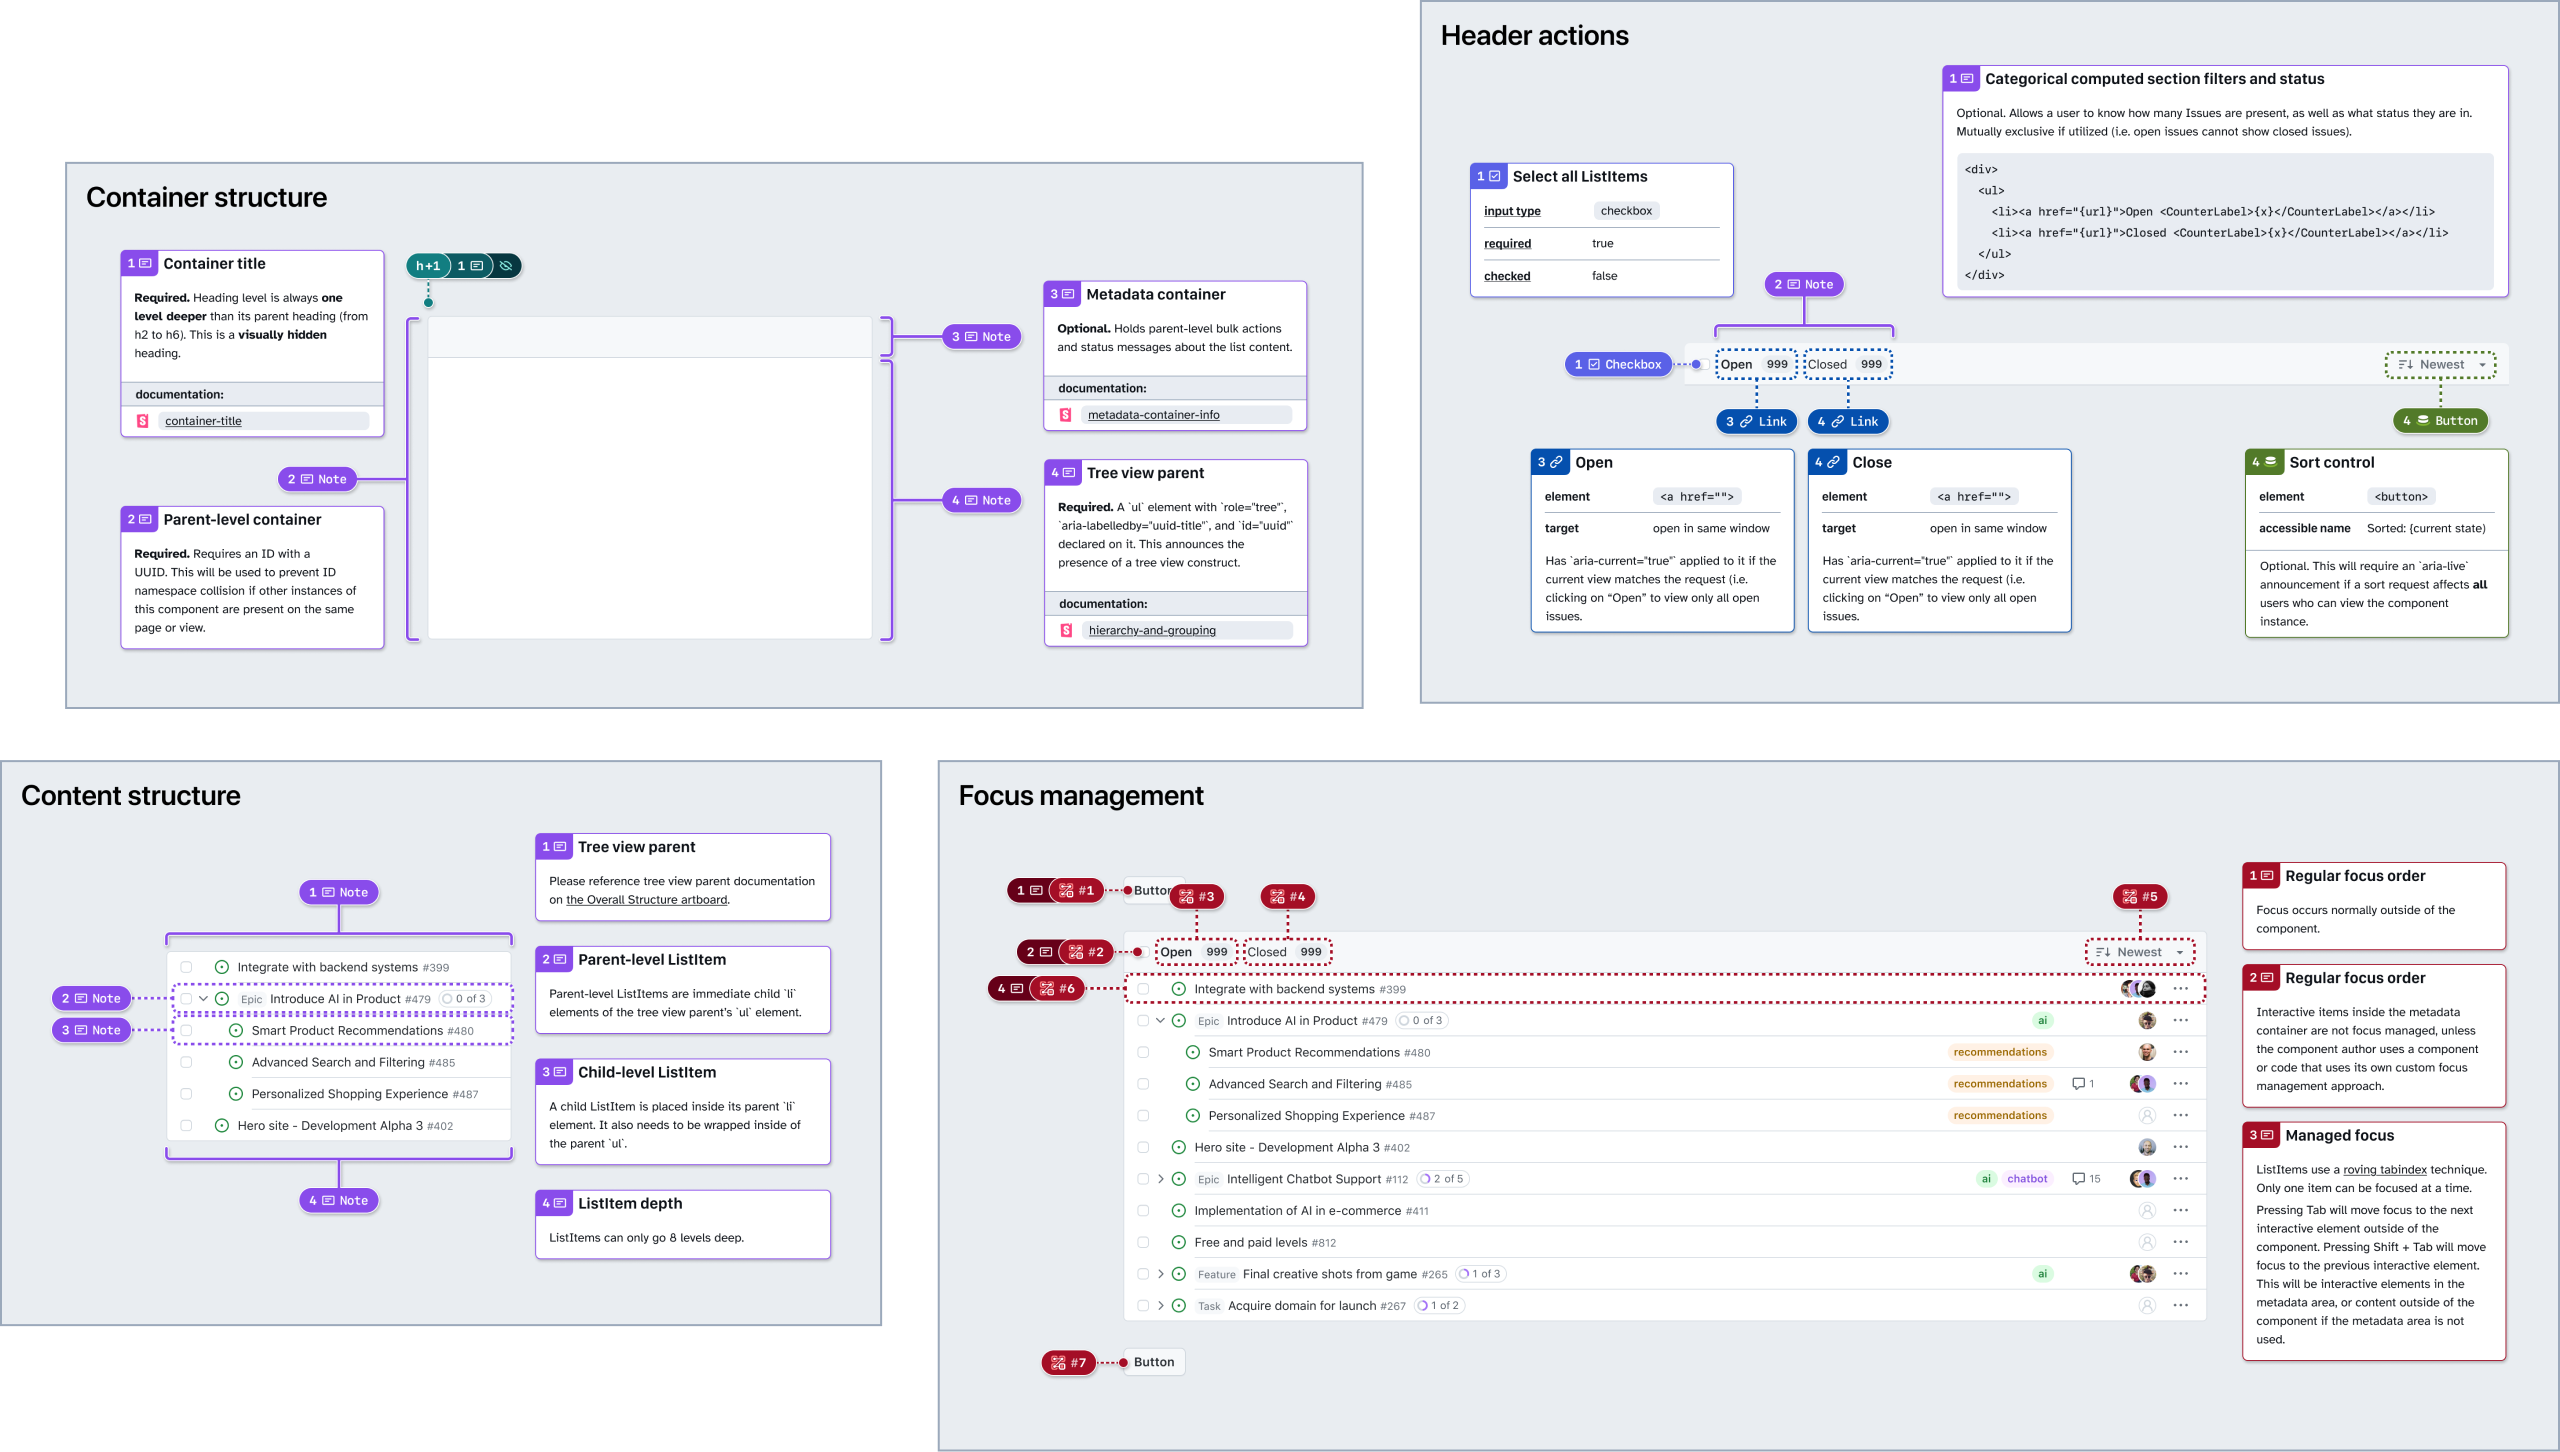 Container structure
1 Container title
Required. Heading level is always one
level deeper than its parent heading (from
h2 to h6). This is a visually hidden
heading.
documentation:
container-title
h+1 1
2 Note
2 Parent-level container
Required. Requires an ID with a
UUID. This will be used to prevent ID
namespace collision if other instances of
this component are present on the same
page or view.
3 Note
4 Note
3 Metadata container
Optional. Holds parent-level bulk actions
and status messages about the list content.
documentation:
metadata-container-info
4 Tree view parent
Required. A `ul` element with `role="tree"`,
`aria-labelledby="uuid-title"`, and `id="uuid"`
declared on it. This announces the
presence of a tree view construct.
documentation:
hierarchy-and-grouping
Header actions
1 Select all ListItems
input type checkbox
required true
checked false
1 Categorical computed section filters and status
Optional. Allows a user to know how many Issues are present, as well as what status they are in.
Mutually exclusive if utilized (i.e. open issues cannot show closed issues).
<div>
<ul>
<li><a href="{url}">Open <CounterLabel>{x}</CounterLabel></a></li>
<li><a href="{url}">Closed <CounterLabel>{x}</CounterLabel></a></li>
</ul>
</div>
2 Note
1 Checkbox
Open 999 Closed 999
Newest
3 Link
4 Link
4 Button
3 Open
element <a href="">
target open in same window
Has `aria-current="true"` applied to it if the
current view matches the request (i.e.
clicking on “Open” to view only all open
issues.
4 Close
element <a href="">
target open in same window
Has `aria-current="true"` applied to it if the
current view matches the request (i.e.
clicking on “Open” to view only all open
issues.
4 Sort control
element <button>
accessible name Sorted: {current state)
Optional. This will require an `aria-live`
announcement if a sort request affects all
users who can view the component
instance.
Content structure
1 Note
2 Note
3 Note
Integrate with backend systems #399
Epic Introduce AI in Product #479 0 of 3
Smart Product Recommendations #480
Advanced Search and Filtering #485
Personalized Shopping Experience #487
Hero site - Development Alpha 3 #402
4 Note
1 Tree view parent
Please reference tree view parent documentation
on the Overall Structure artboard.
2 Parent-level ListItem
Parent-level ListItems are immediate child `li`
elements of the tree view parent's `ul` element.
3 Child-level ListItem
A child ListItem is placed inside its parent `li`
element. It also needs to be wrapped inside of
the parent `ul`.
4 ListItem depth
ListItems can only go 8 levels deep.
Focus management
1 #1
Button
#3
#4
#5
2 #2
Open 999 Closed 999
Newest
4 #6
Integrate with backend systems #399
Epic Introduce AI in Product #479 0 of 3 ai
Smart Product Recommendations #480 recommendations
Advanced Search and Filtering #485 recommendations 1
Personalized Shopping Experience #487 recommendations
Hero site - Development Alpha 3 #402
Epic Intelligent Chatbot Support #112 2 of 5 ai chatbot 15
Implementation of AI in e-commerce #411
Free and paid levels #812
Feature Final creative shots from game #265 1 of 3 ai
Task Acquire domain for launch #267 1 of 2
#7
Button
1 Regular focus order
Focus occurs normally outside of the
component.
2 Regular focus order
Interactive items inside the metadata
container are not focus managed, unless
the component author uses a component
or code that uses its own custom focus
management approach.
3 Managed focus
ListItems use a roving tabindex technique.
Only one item can be focused at a time.
Pressing Tab will move focus to the next
interactive element outside of the
component. Pressing Shift + Tab will move
focus to the previous interactive element.
This will be interactive elements in the
metadata area, or content outside of the
component if the metadata area is not
used.